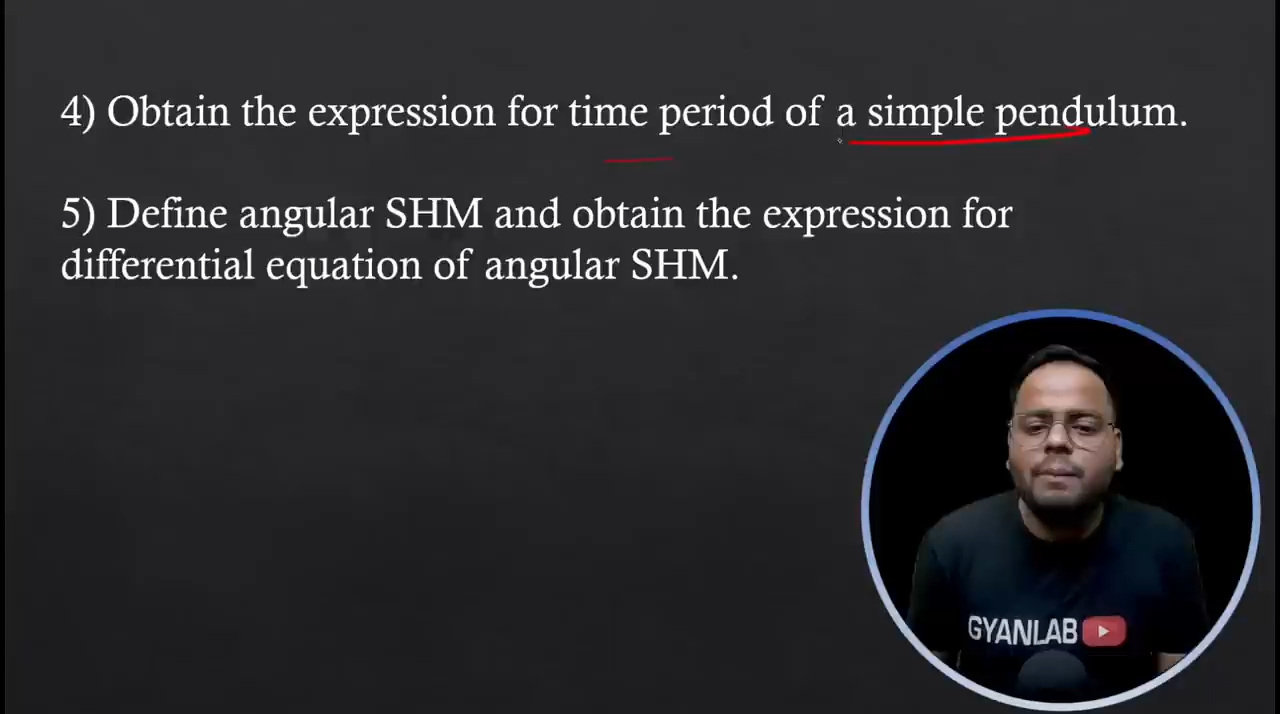 4) Obtain the expression for time period of a simple pendulum.
5) Define angular SHM and obtain the expression for
differential equation of angular SHM.
GYANLAB